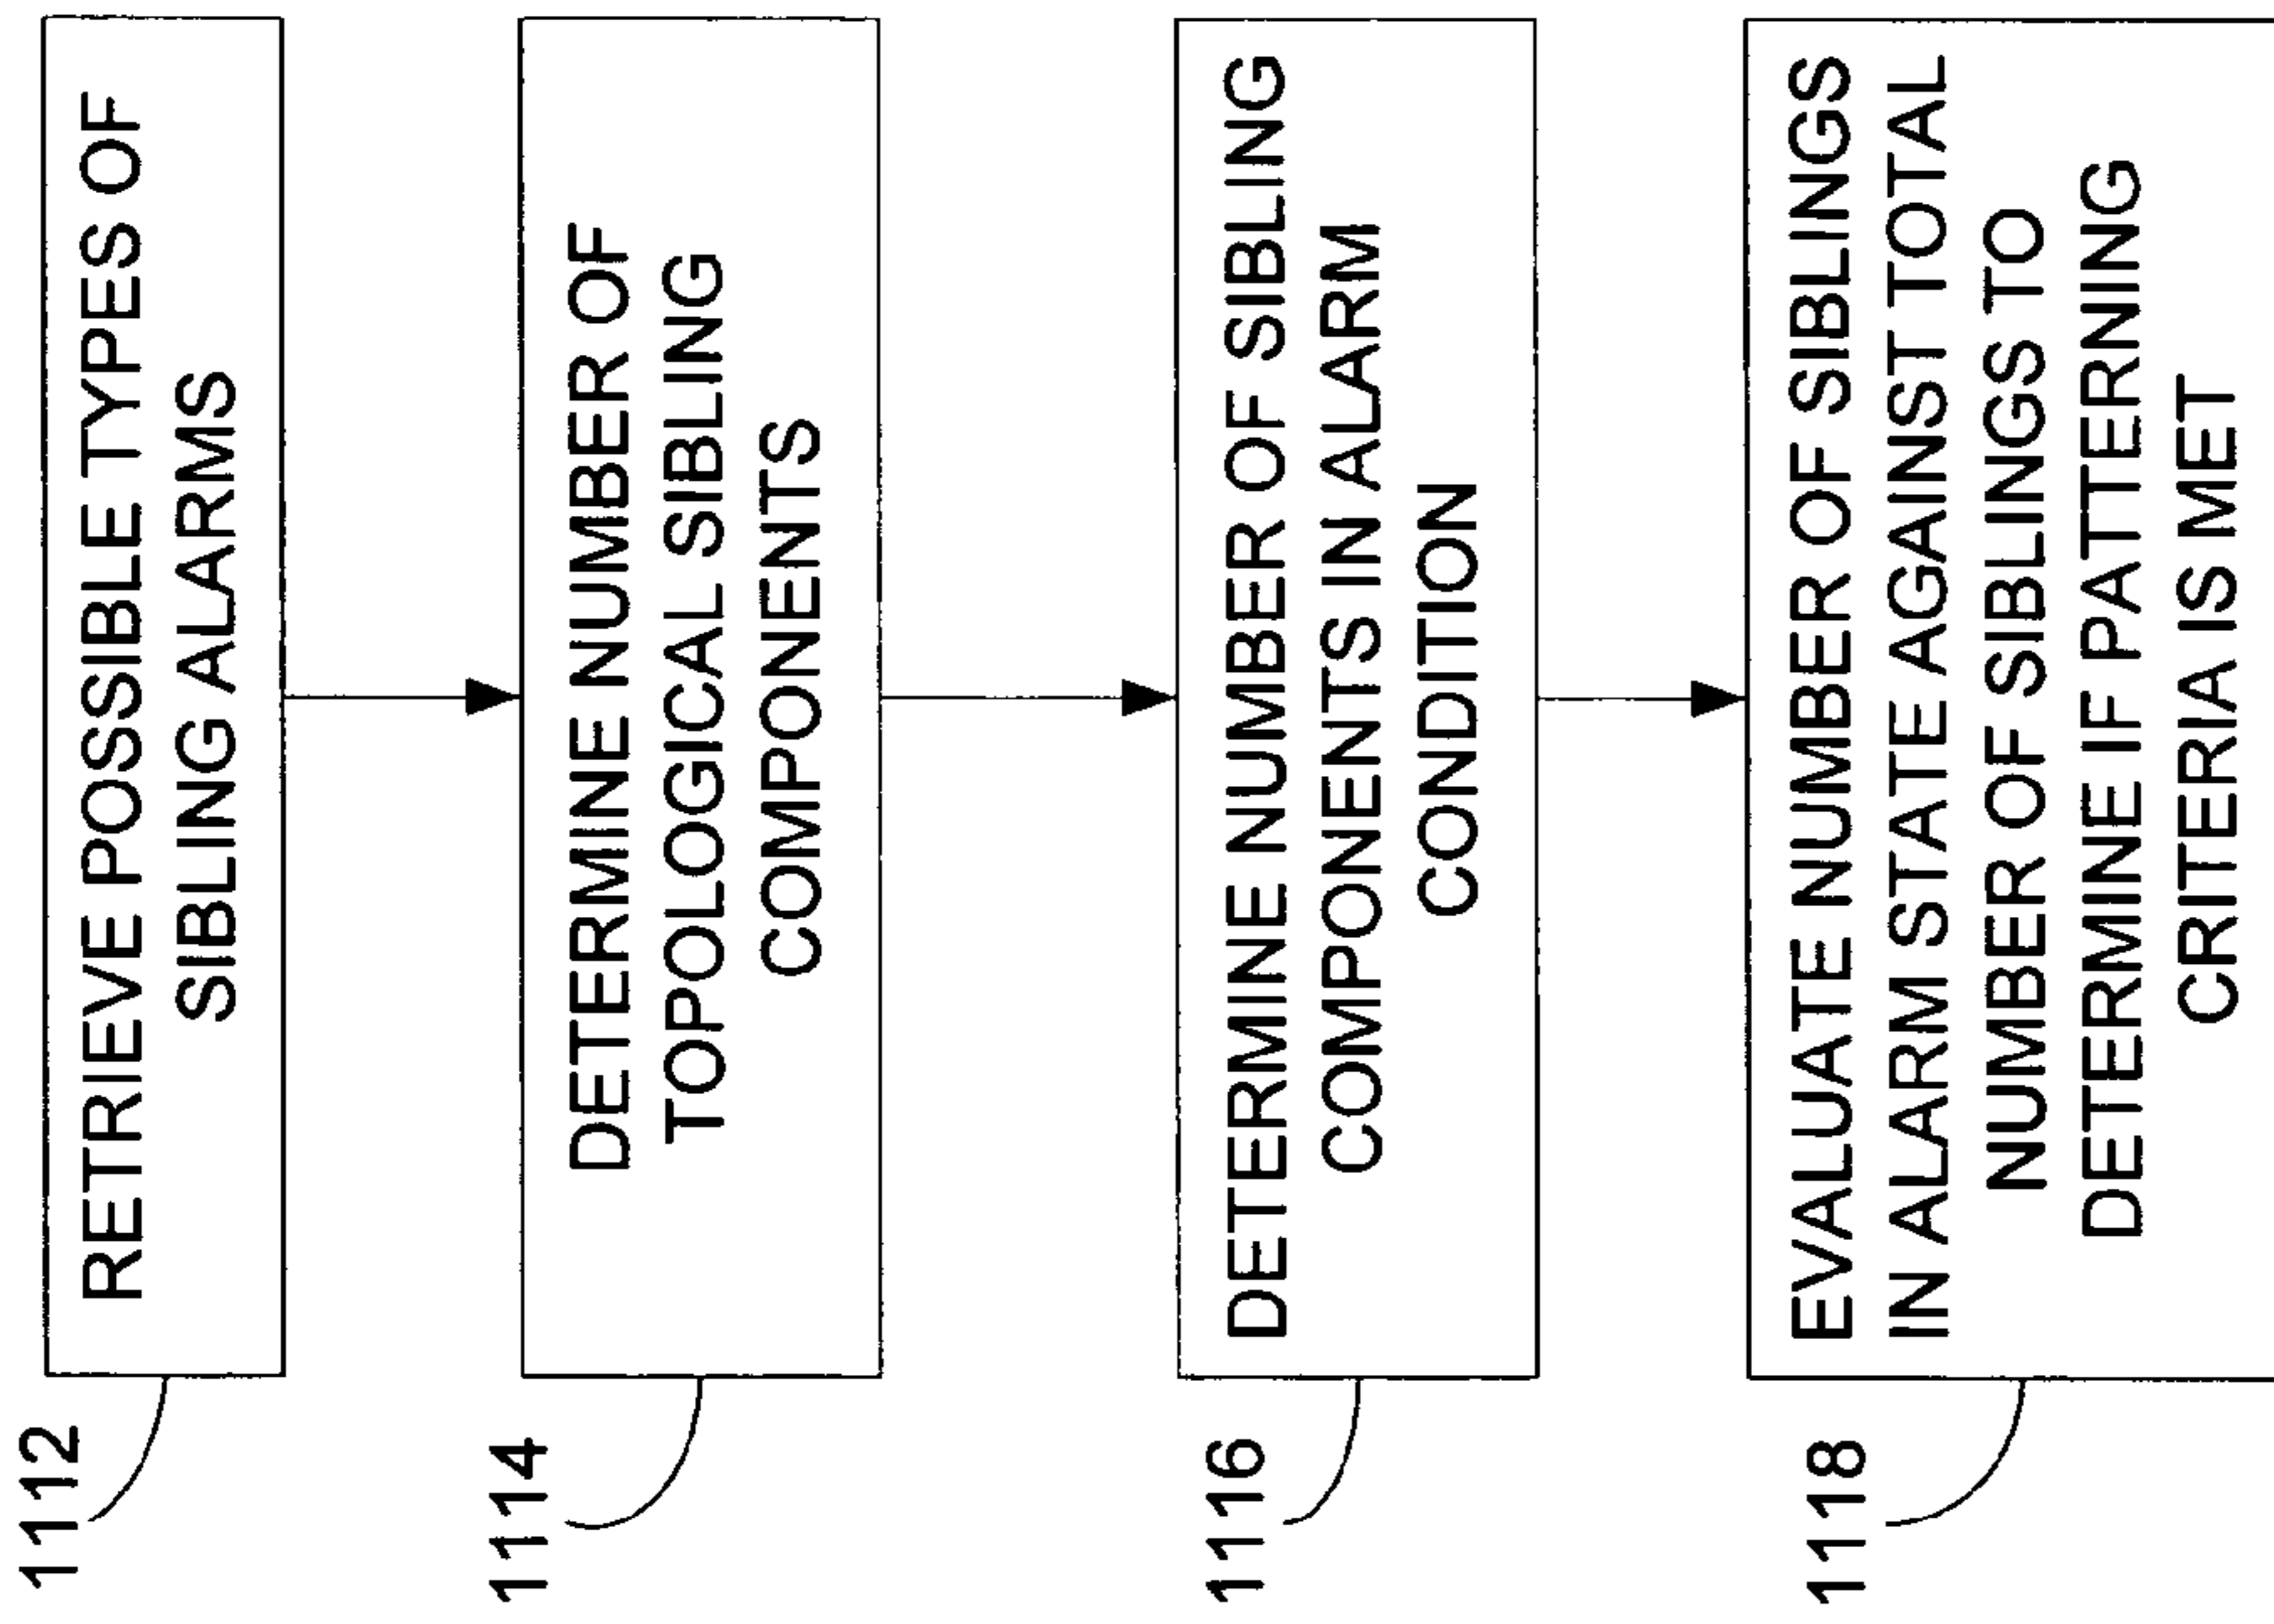 1112
RETRIEVE POSSIBLE TYPES OF
SIBLING ALARMS
1114
DETERMINE NUMBER OF
TOPOLOGICAL SIBLING
COMPONENTS
1116
DETERMINE NUMBER OF SIBLING
COMPONENTS IN ALARM
CONDITION
1118
EVALUATE NUMBER OF SIBLINGS
IN ALARM STATE AGAINST TOTAL
NUMBER OF SIBLINGS TO
DETERMINE IF PATTERNING
CRITERIA IS MET